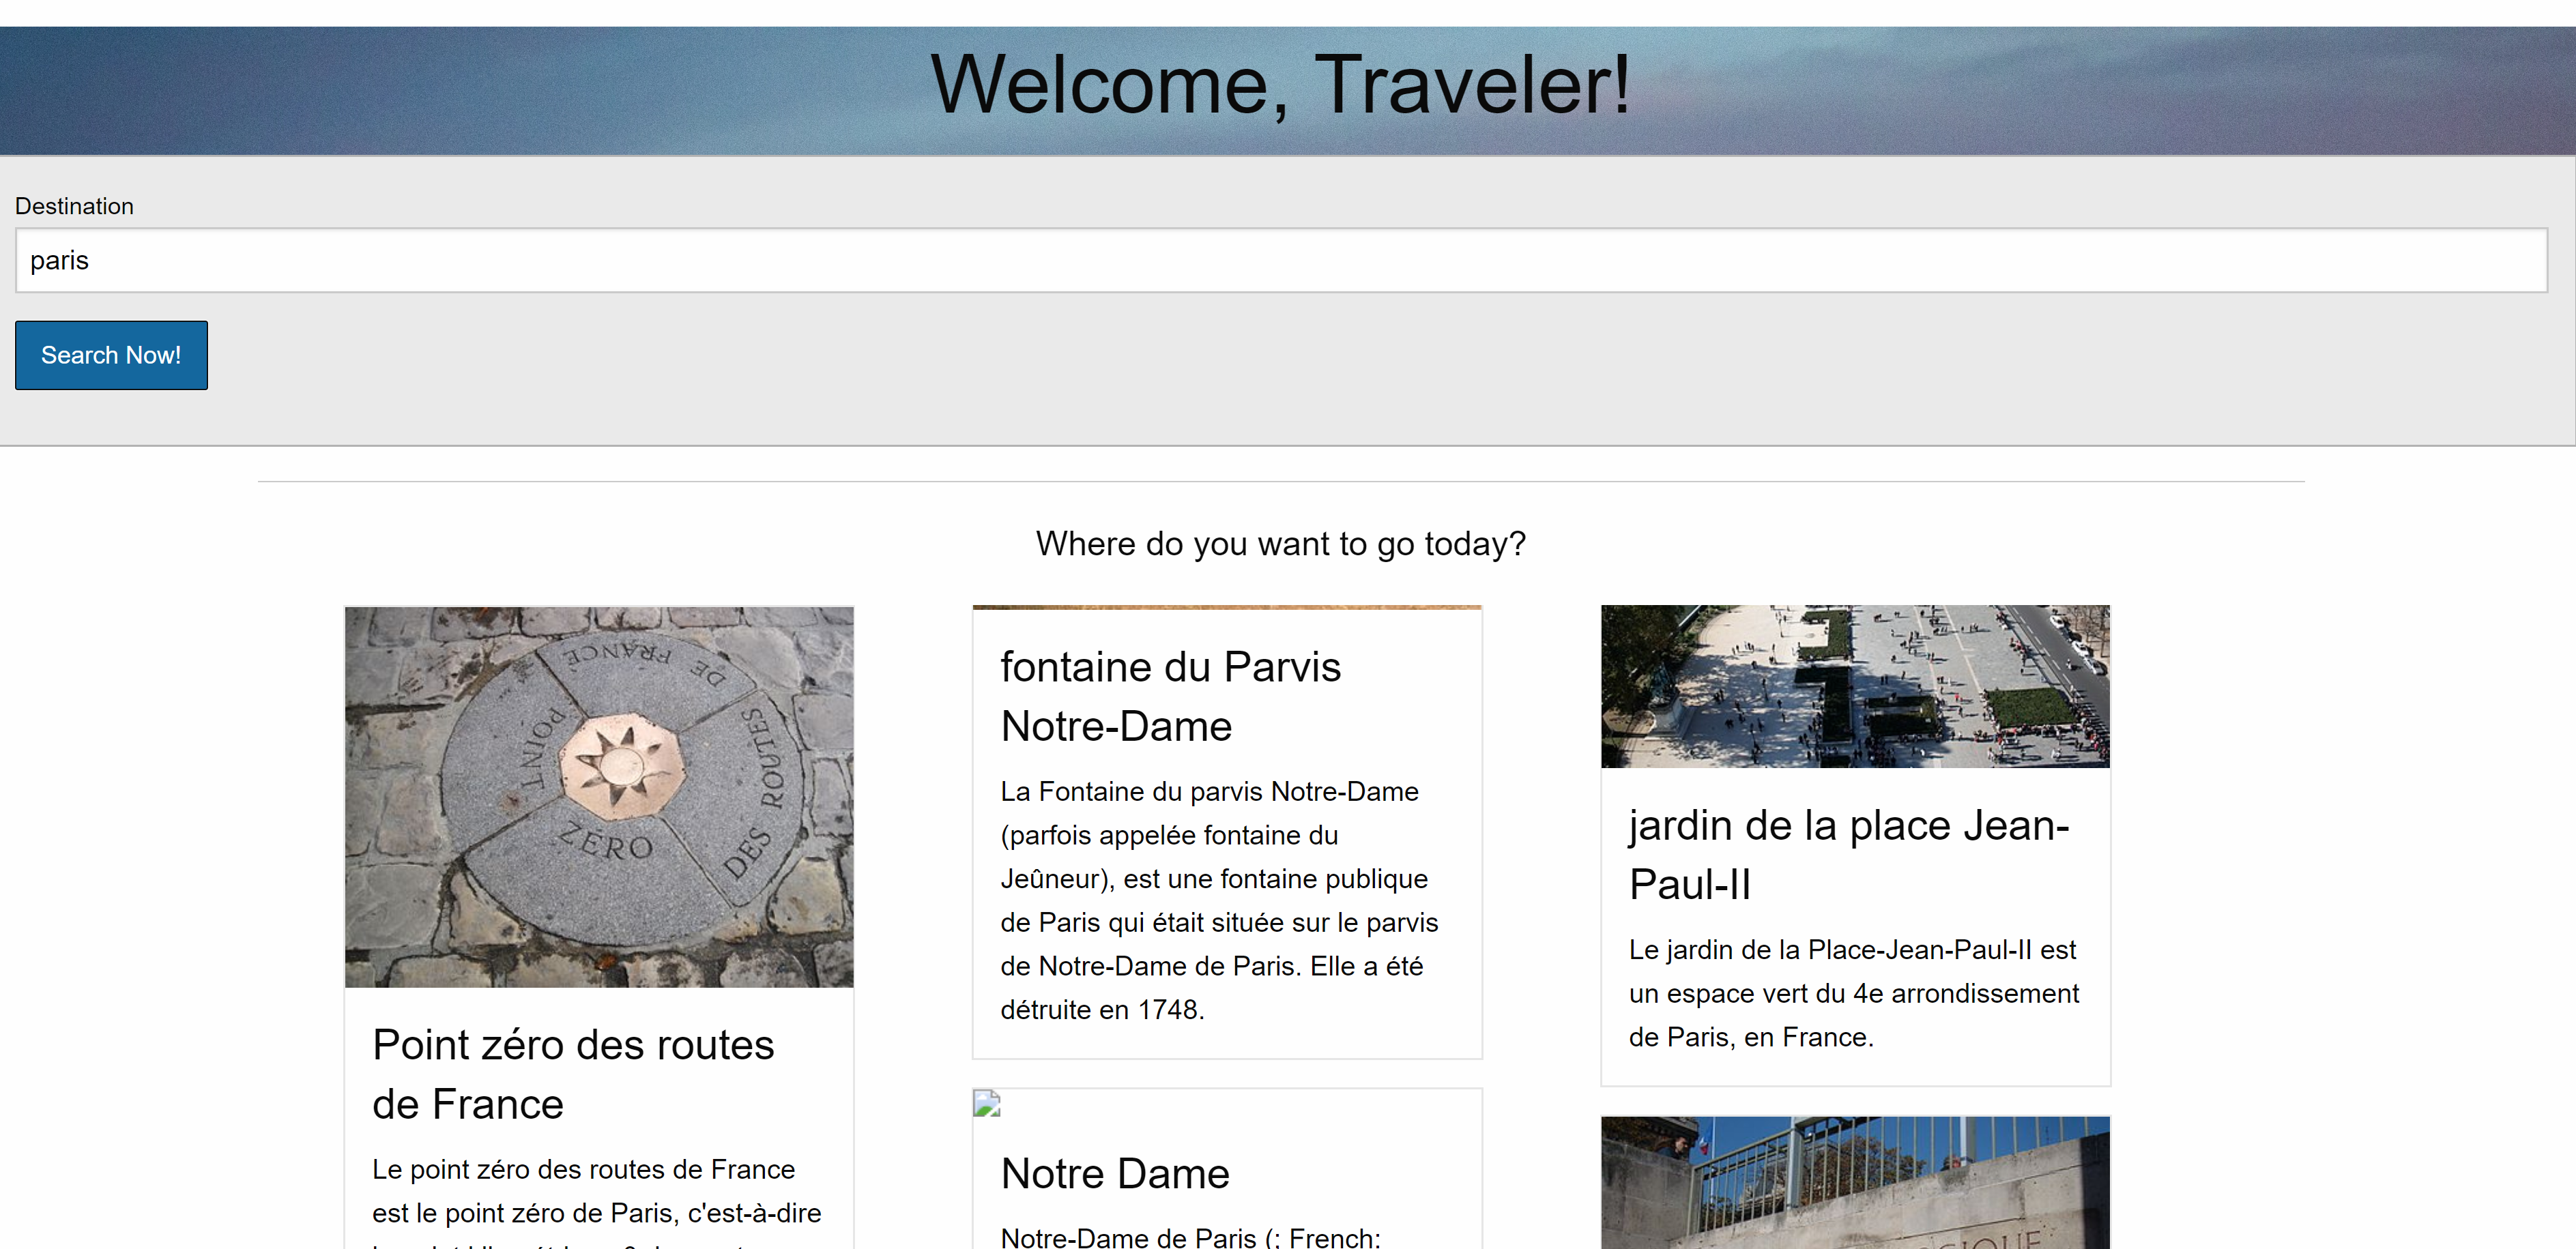 Welcome, Traveler!
Destination
paris
Search Now!
Where do you want to go today?
POINT
ZÉRO
DES ROUTES
DE FRANCE
Point zéro des routes
de France
Le point zéro des routes de France
est le point zéro de Paris, c'est-à-dire
fontaine du Parvis
Notre-Dame
La Fontaine du parvis Notre-Dame
(parfois appelée fontaine du
Jeûneur), est une fontaine publique
de Paris qui était située sur le parvis
de Notre-Dame de Paris. Elle a été
détruite en 1748.
Notre Dame
Notre-Dame de Paris (; French:
jardin de la place Jean-
Paul-II
Le jardin de la Place-Jean-Paul-II est
un espace vert du 4e arrondissement
de Paris, en France.